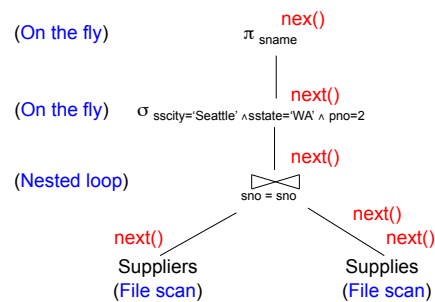 nex()
(On the fly) π sname
next()
(On the fly) σ sscity='Seattle' ∧sstate='WA' ∧ pno=2
next()
(Nested loop)
sno = sno
next()
next() next()
Suppliers Supplies
(File scan) (File scan)